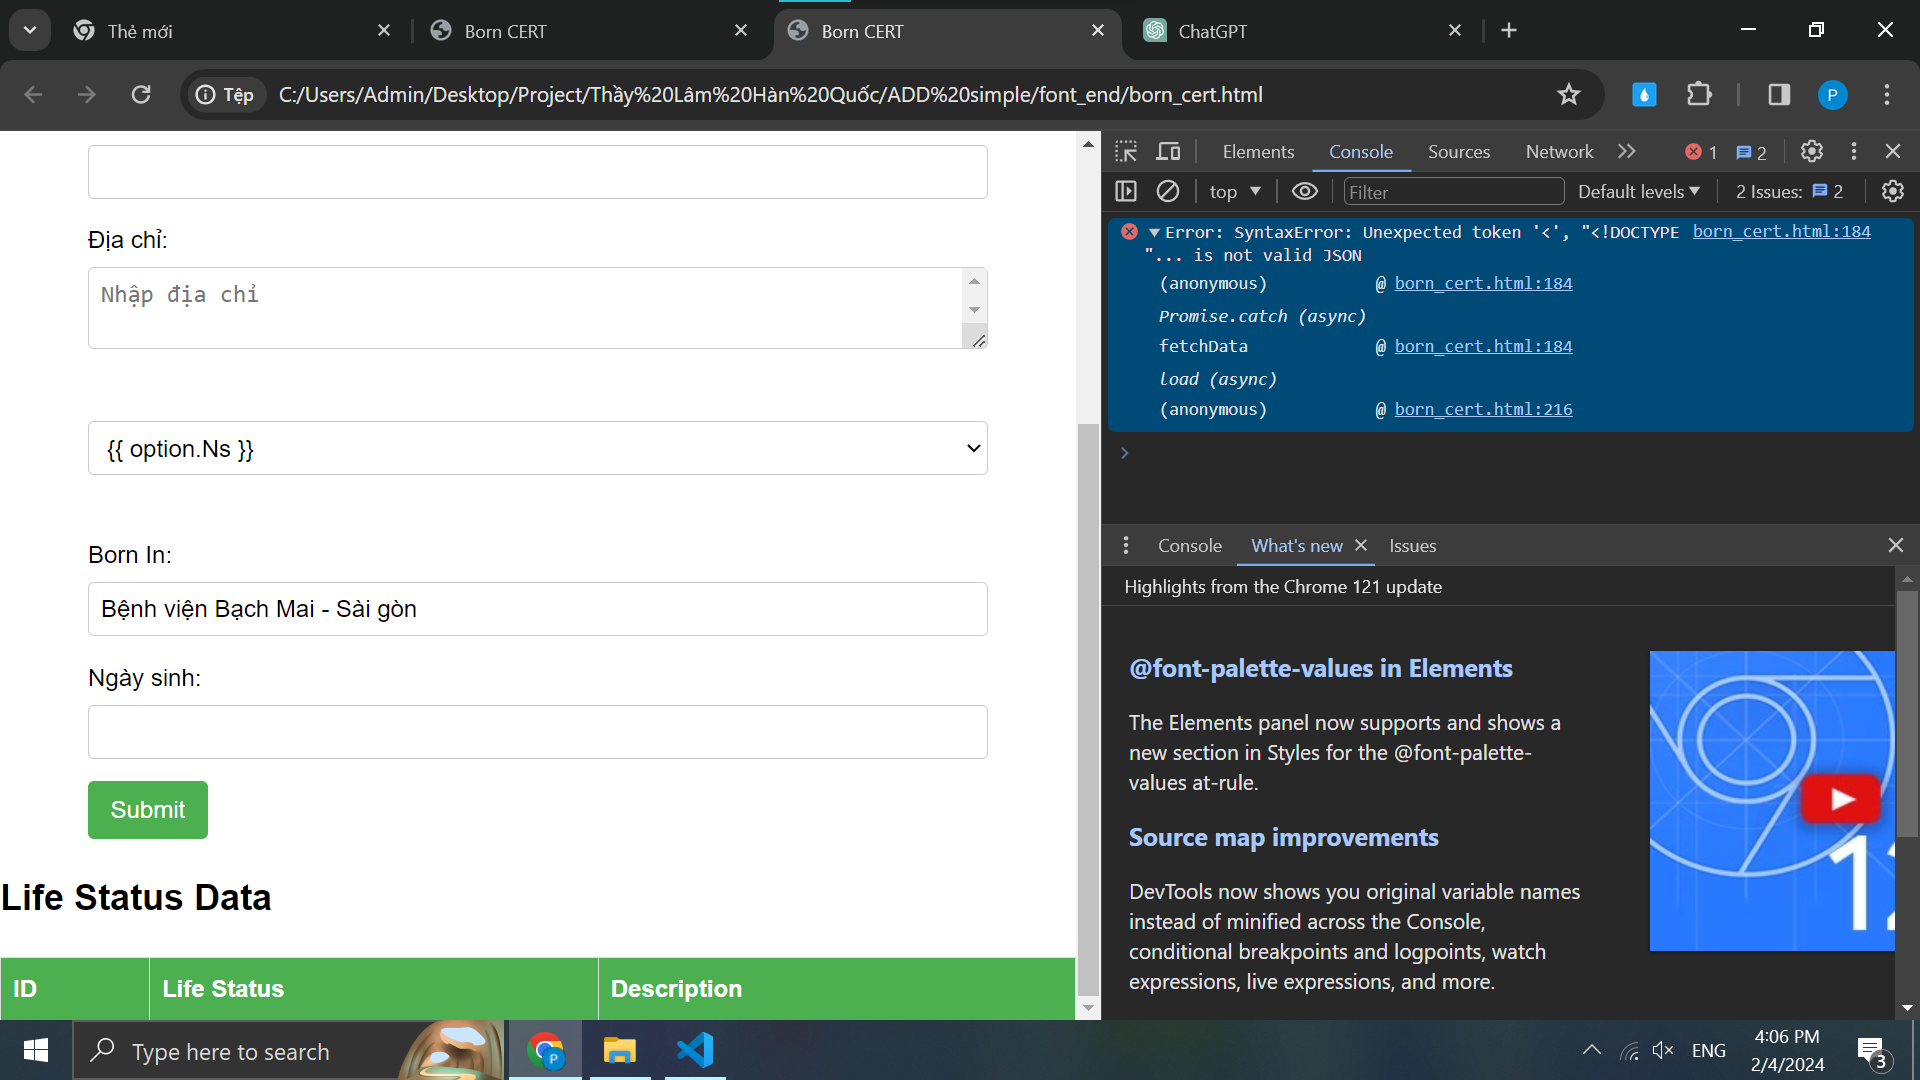 Thẻ mới
Born CERT
Born CERT
ChatGPT
Tệp
C:/Users/Admin/Desktop/Project/Thầy%20Lâm%20Hàn%20Quốc/ADD%20simple/font_end/born_cert.html
P
Địa chỉ:
Nhập địa chỉ
{{ option.Ns }}
Born In:
Bệnh viện Bạch Mai - Sài gòn
Ngày sinh:
Submit
Life Status Data
ID
Life Status
Description
Elements
Console
Sources
Network
1
2
top
Filter
Default levels
2 Issues:
2
Error: SyntaxError: Unexpected token '<', "<!DOCTYPE
born_cert.html:184
"... is not valid JSON
(anonymous) @ born_cert.html:184
Promise.catch (async)
fetchData @ born_cert.html:184
load (async)
(anonymous) @ born_cert.html:216
Console
What's new
Issues
Highlights from the Chrome 121 update
@font-palette-values in Elements
The Elements panel now supports and shows a
new section in Styles for the @font-palette-
values at-rule.
Source map improvements
DevTools now shows you original variable names
instead of minified across the Console,
conditional breakpoints and logpoints, watch
expressions, live expressions, and more.
Type here to search
P
ENG
4:06 PM
2/4/2024
3